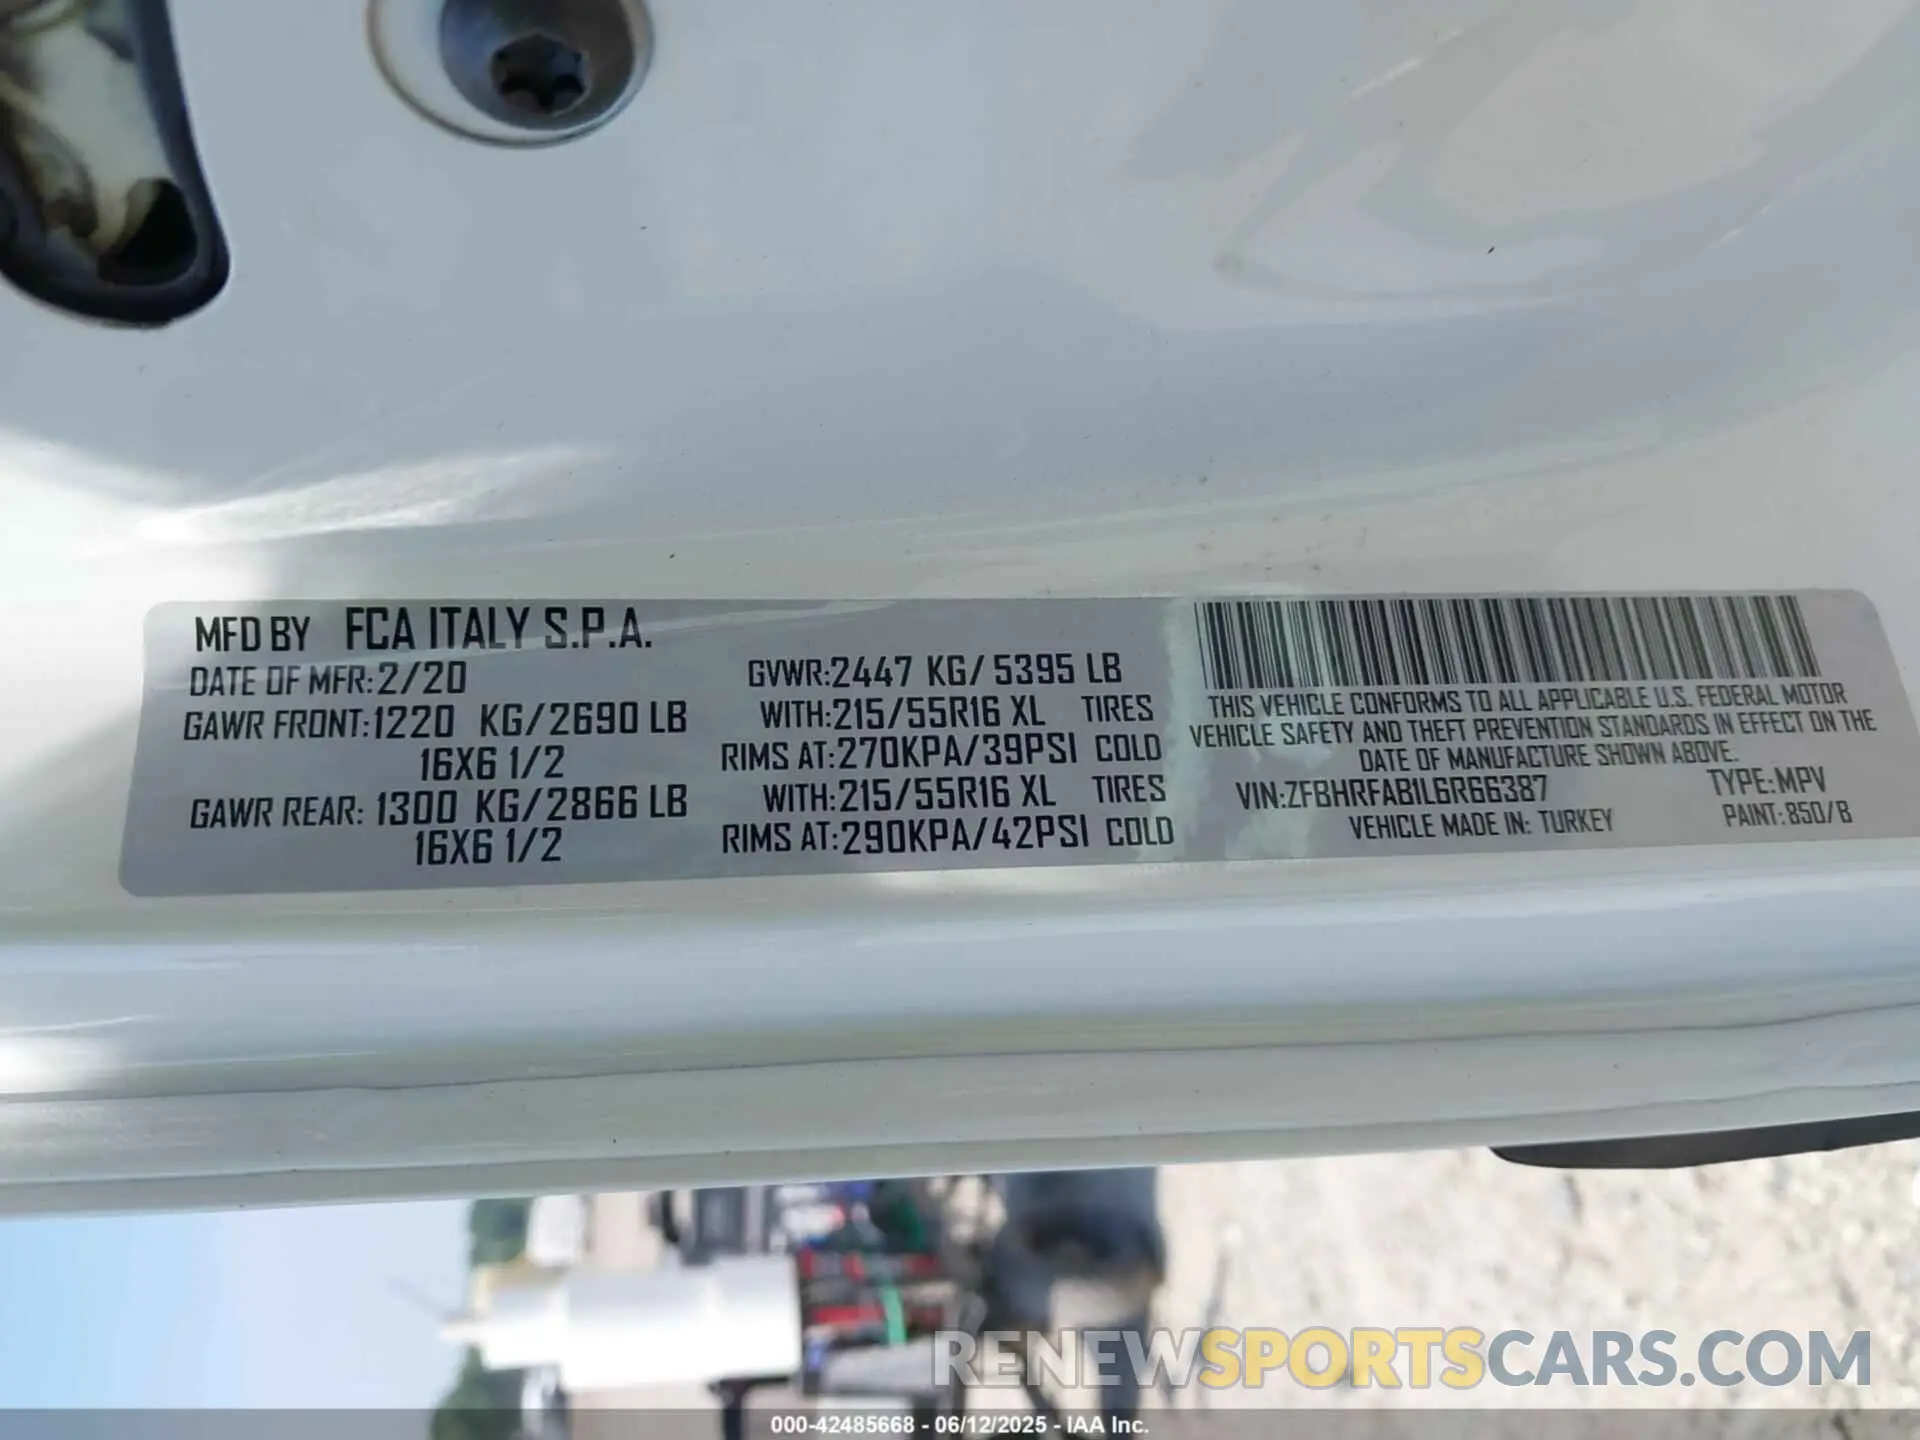 MFD BY FCA ITALY S.P.A.
DATE OF MFR:2/20
GAWR FRONT:1220 KG/2690 LB
16X6 1/2
GAWR REAR: 1300 KG/2866 LB
16X6 1/2
GVWR:2447 KG/ 5395 LB
WITH:215/55R16 XL TIRES
RIMS AT:270KPA/39PSI COLD
WITH:215/55R16 XL TIRES
RIMS AT:290KPA/42PSI COLD
THIS VEHICLE CONFORMS TO ALL APPLICABLE U.S. FEDERAL MOTOR
VEHICLE SAFETY AND THEFT PREVENTION STANDARDS IN EFFECT ON THE
DATE OF MANUFACTURE SHOWN ABOVE.
VIN:ZFBHRFAB1L6R66387 TYPE:MPV
VEHICLE MADE IN: TURKEY PAINT:850/B
RENEWSPORTSCARS.COM
000-42485668 - 06/12/2025 - IAA Inc.